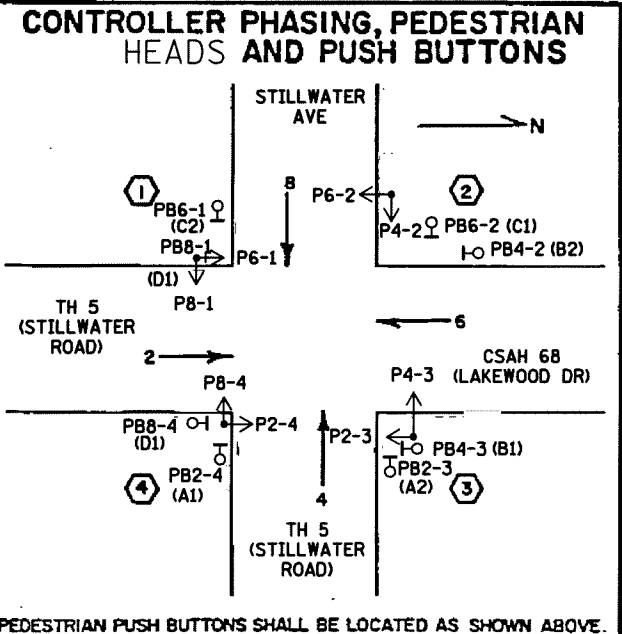 CONTROLLER PHASING, PEDESTRIAN
HEADS AND PUSH BUTTONS
STILLWATER
AVE
N
1
8
P6-2
2
PB6-1
(C2)
P4-2
PB6-2 (C1)
PB8-1
PB4-2 (B2)
P6-1
(D1)
P8-1
TH 5
(STILLWATER
ROAD)
6
2
CSAH 68
(LAKEWOOD DR)
P8-4
P4-3
PB8-4
(D1)
P2-4
P2-3
PB4-3 (B1)
PB2-4
(A1)
PB2-3
(A2)
4
3
4
TH 5
(STILLWATER
ROAD)
PEDESTRIAN PUSH BUTTONS SHALL BE LOCATED AS SHOWN ABOVE.